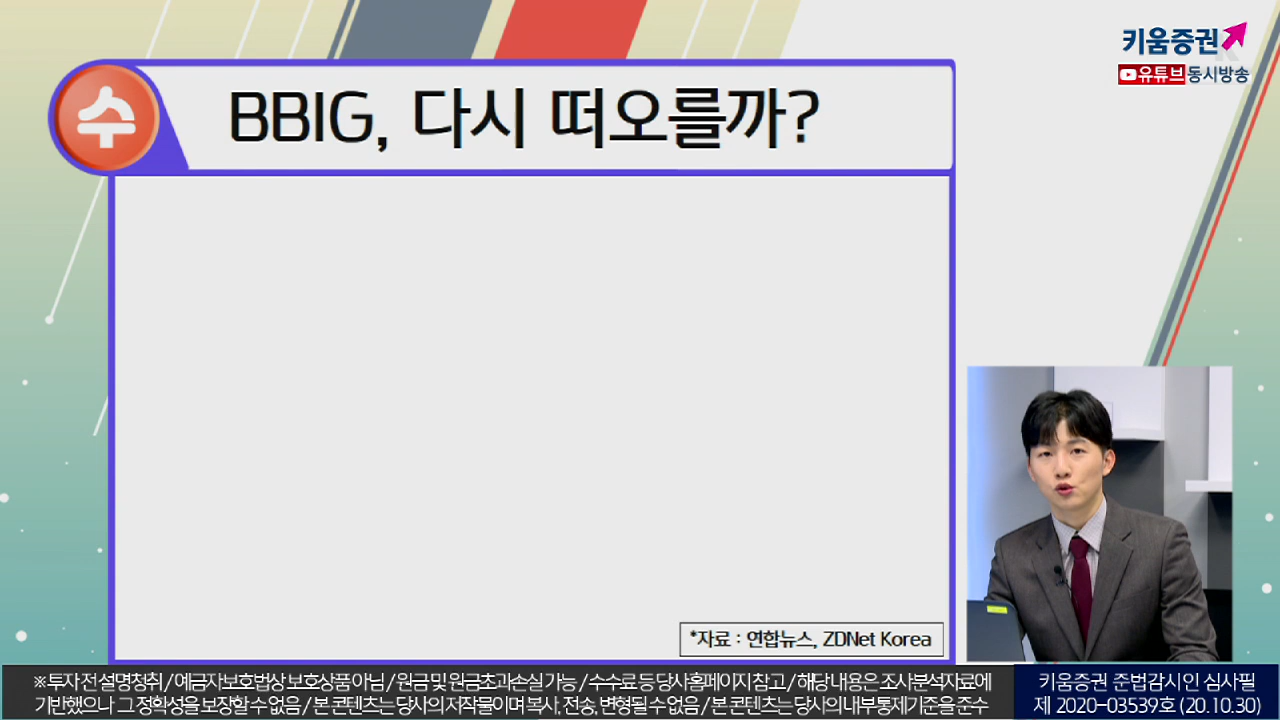 키움증권
유튜브 동시방송
수
BBIG, 다시 떠오를까?
*자료 : 연합뉴스, ZDNet Korea
※ 투자 전 설명청취 / 예금자보호법상 보호상품 아님 / 원금 및 원금초과손실 가능 / 수수료 등 당사 홈페이지 참고 / 해당 내용은 조사분석자료에
기반했으나 그 정확성을 보장할 수 없음 / 본 콘텐츠는 당사의 저작물이며 복사, 전송, 변형될 수 없음 / 본 콘텐츠는 당사의 내부통제기준을 준수
키움증권 준법감시인 심사필
제 2020-03539호 (20.10.30)